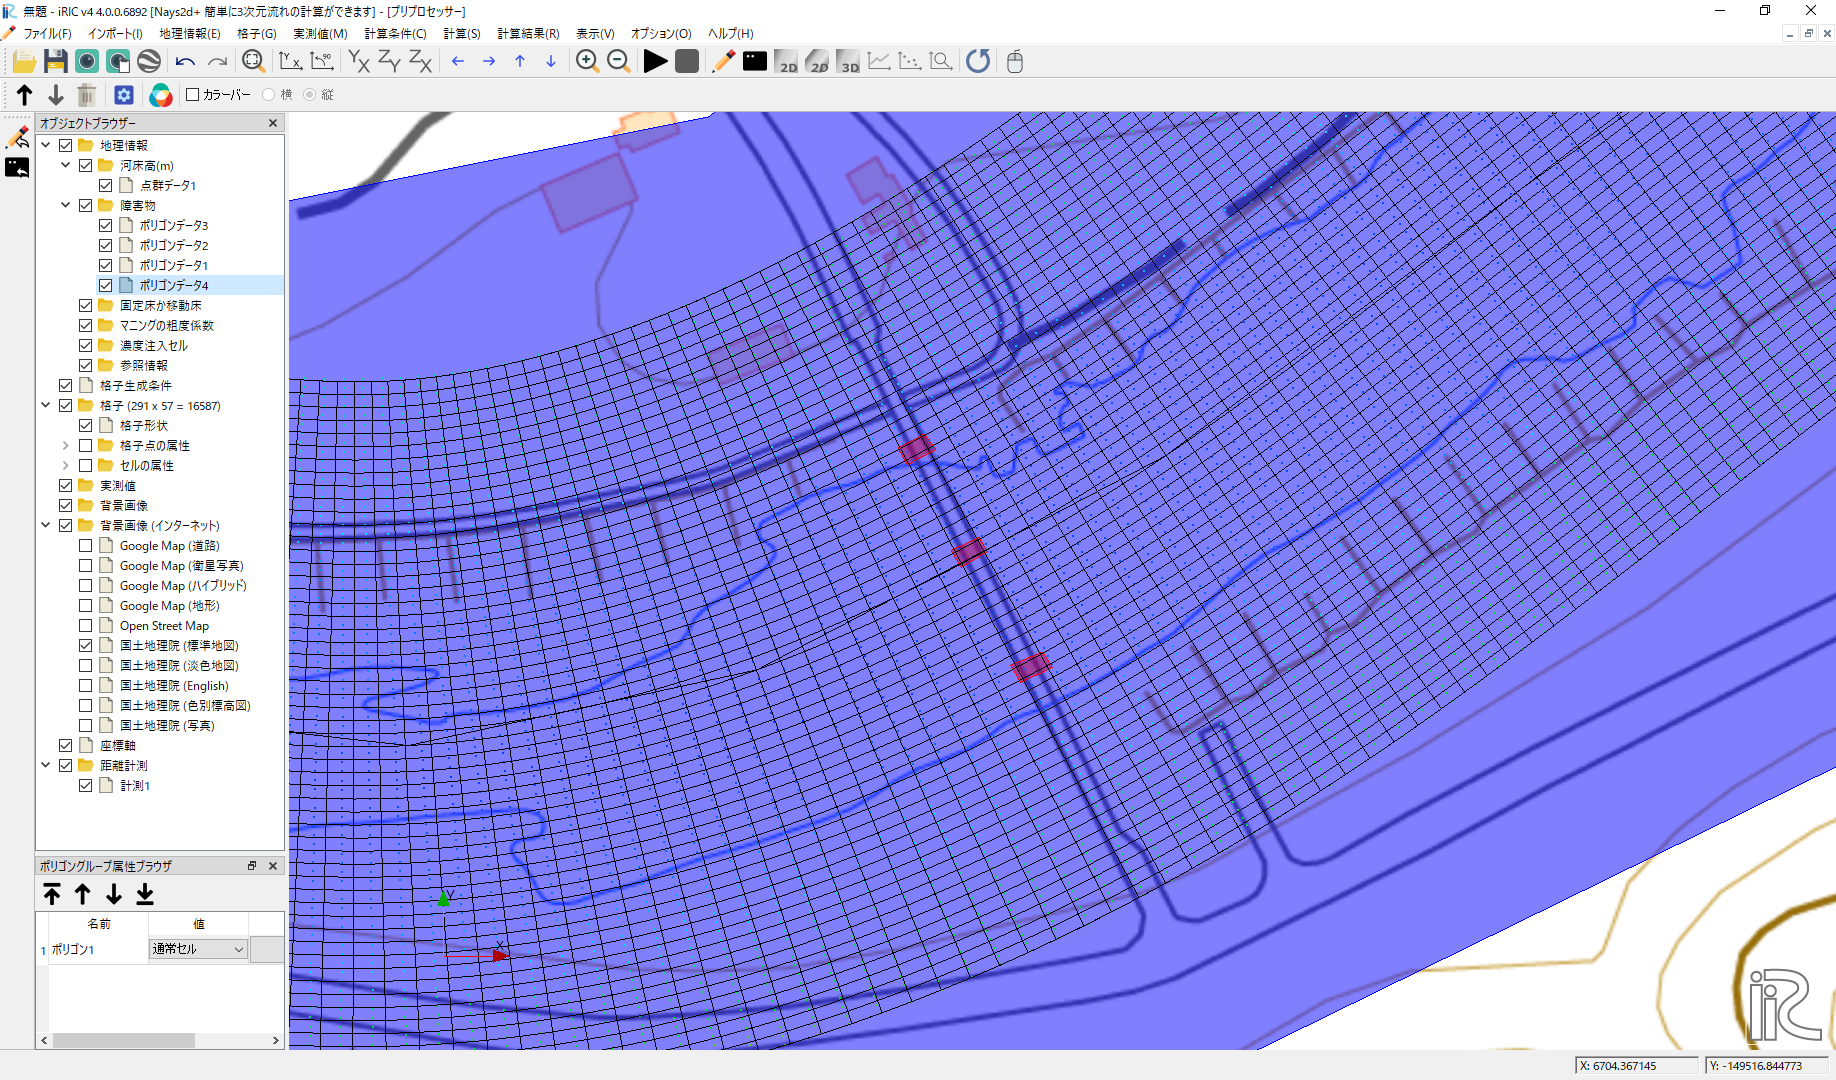 無題 - iRIC v4 4.0.0.6892 [Nays2d+ 簡単に3次元流れの計算ができます] - [プリプロセッサー]
ファイル(F) インポート(I) 地理情報(E) 格子(G) 実測値(M) 計算条件(C) 計算(S) 計算結果(R) 表示(V) オプション(O) ヘルプ(H)
Y X -90 YX ZY ZX 2D 2D 3D
カラーバー 横 縦
オブジェクトブラウザー
地理情報
河床高(m)
点群データ1
障害物
ポリゴンデータ3
ポリゴンデータ2
ポリゴンデータ1
ポリゴンデータ4
固定床か移動床
マニングの粗度係数
濃度注入セル
参照情報
格子生成条件
格子 (291 x 57 = 16587)
格子形状
格子点の属性
セルの属性
実測値
背景画像
背景画像 (インターネット)
Google Map (道路)
Google Map (衛星写真)
Google Map (ハイブリッド)
Google Map (地形)
Open Street Map
国土地理院 (標準地図)
国土地理院 (淡色地図)
国土地理院 (English)
国土地理院 (色別標高図)
国土地理院 (写真)
座標軸
距離計測
計測1
ポリゴングループ属性ブラウザ
名前 値
1 ポリゴン1 通常セル
Y
X
iRIC
X: 6704.367145 Y: -149516.844773